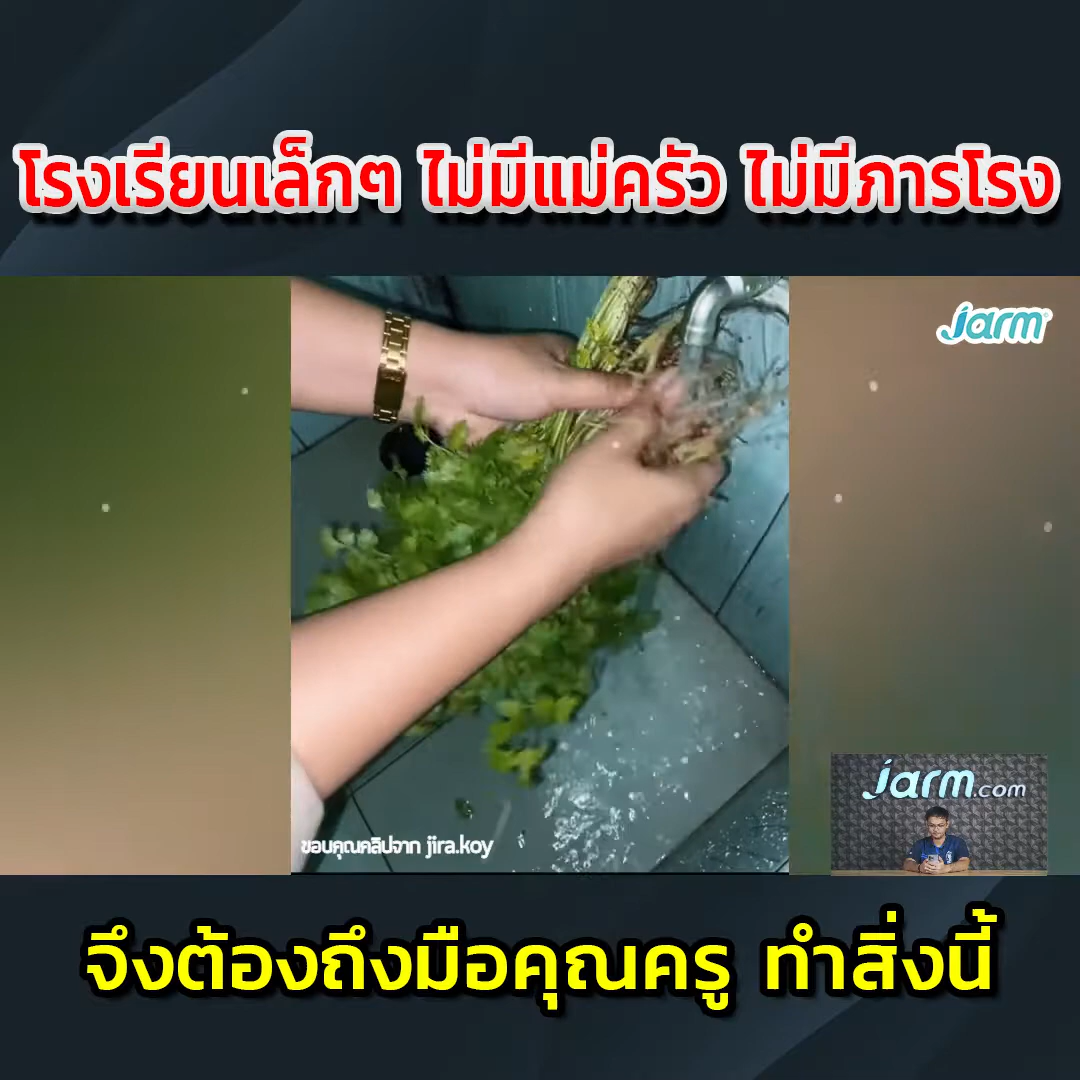 โรงเรียนเล็กๆ ไม่มีแม่ครัว ไม่มีภารโรง
jarm
jarm.com
ขอบคุณคลิปจาก jira.koy
จึงต้องถึงมือคุณครู ทำสิ่งนี้